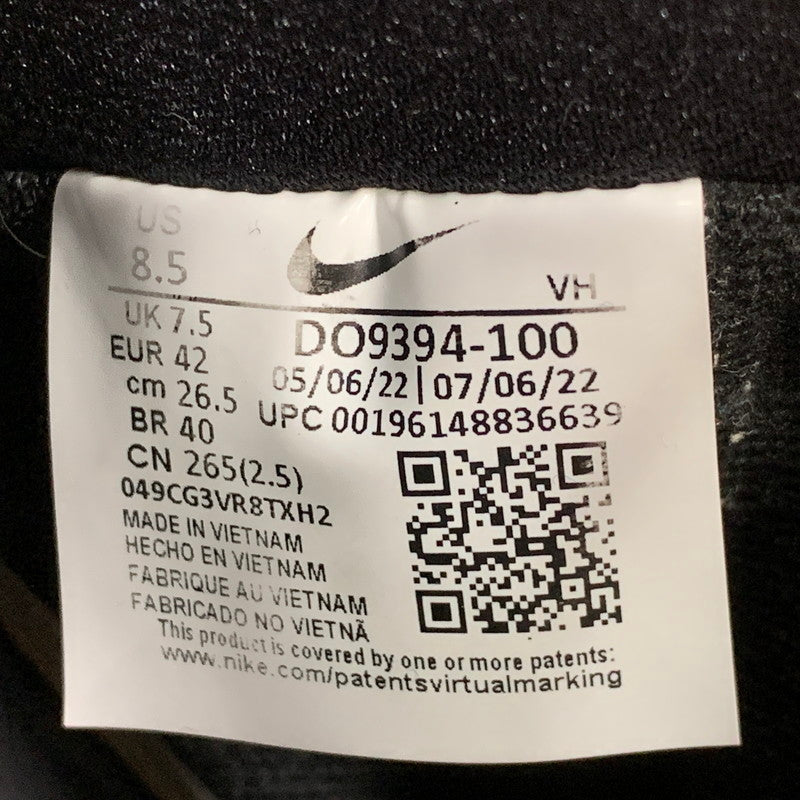 US
8.5
VH
UK 7.5
EUR 42
cm 26.5
BR 40
CN 265(2.5)
DO9394-100
05/06/22 | 07/06/22
UPC 00196148836639
049CG3VR8TXH2
MADE IN VIETNAM
HECHO EN VIETNAM
FABRIQUE AU VIETNAM
FABRICADO NO VIETNÃ
This product is covered by one or more patents:
www.nike.com/patentsvirtualmarking